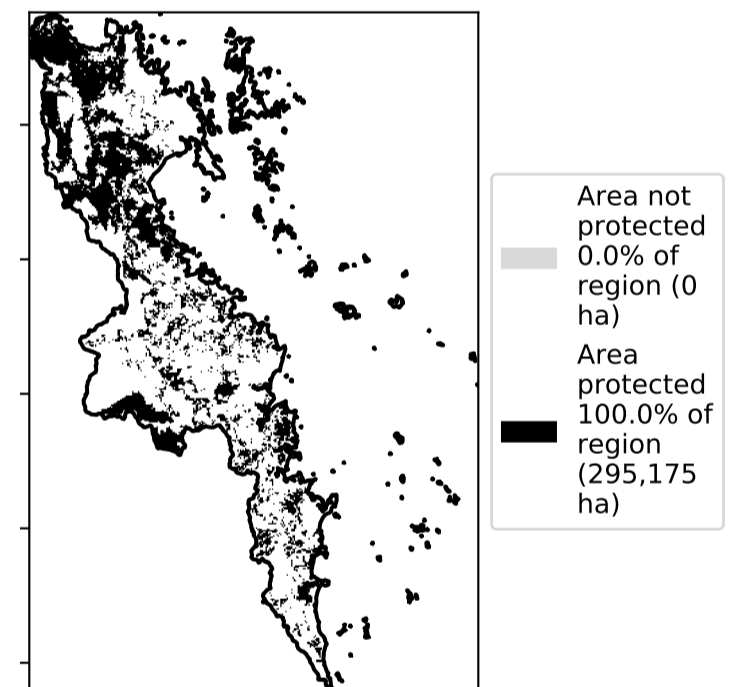 Area not
protected
0.0% of
region (0
ha)
Area
protected
100.0% of
region
(295,175
ha)